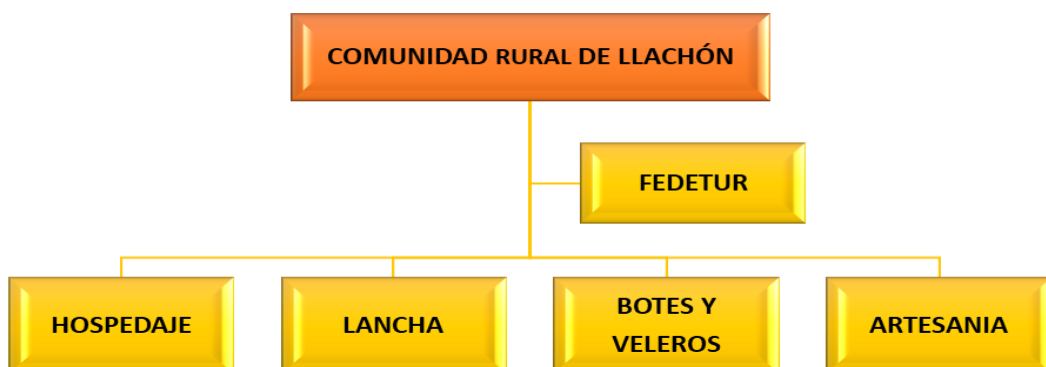 COMUNIDAD RURAL DE LLACHÓN
FEDETUR
HOSPEDAJE
LANCHA
BOTES Y
VELEROS
ARTESANIA